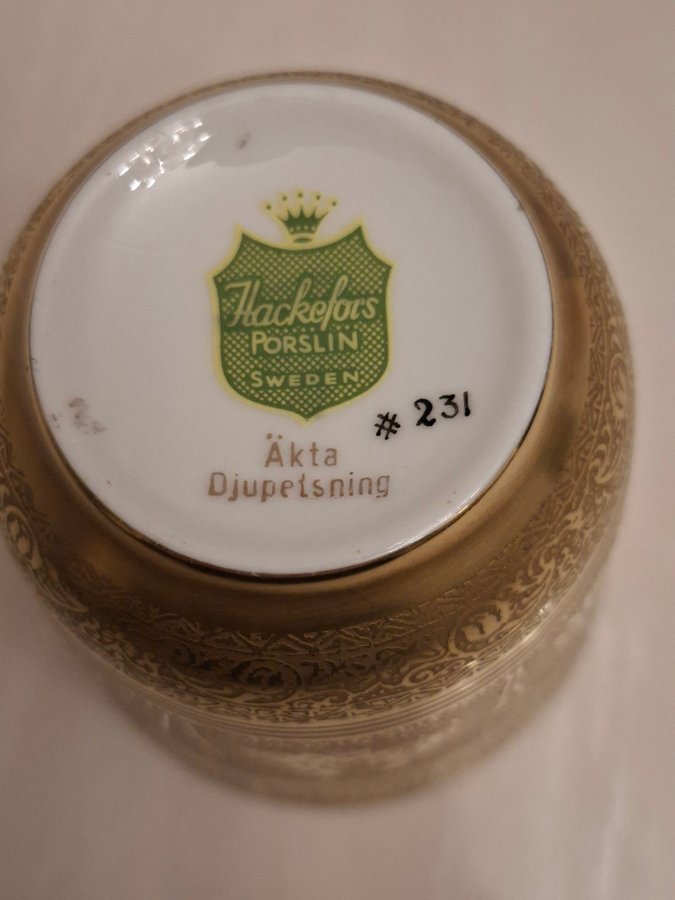 Hackefors
PORSLIN
SWEDEN
# 231
Äkta
Djupetsning